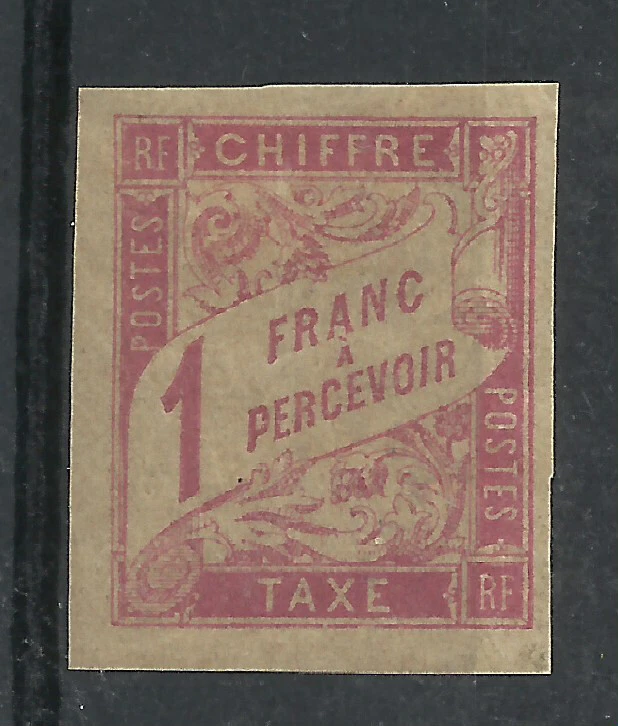 RF CHIFFRE
POSTES
1 FRANC
À
PERCEVOIR
POSTES
TAXE RF